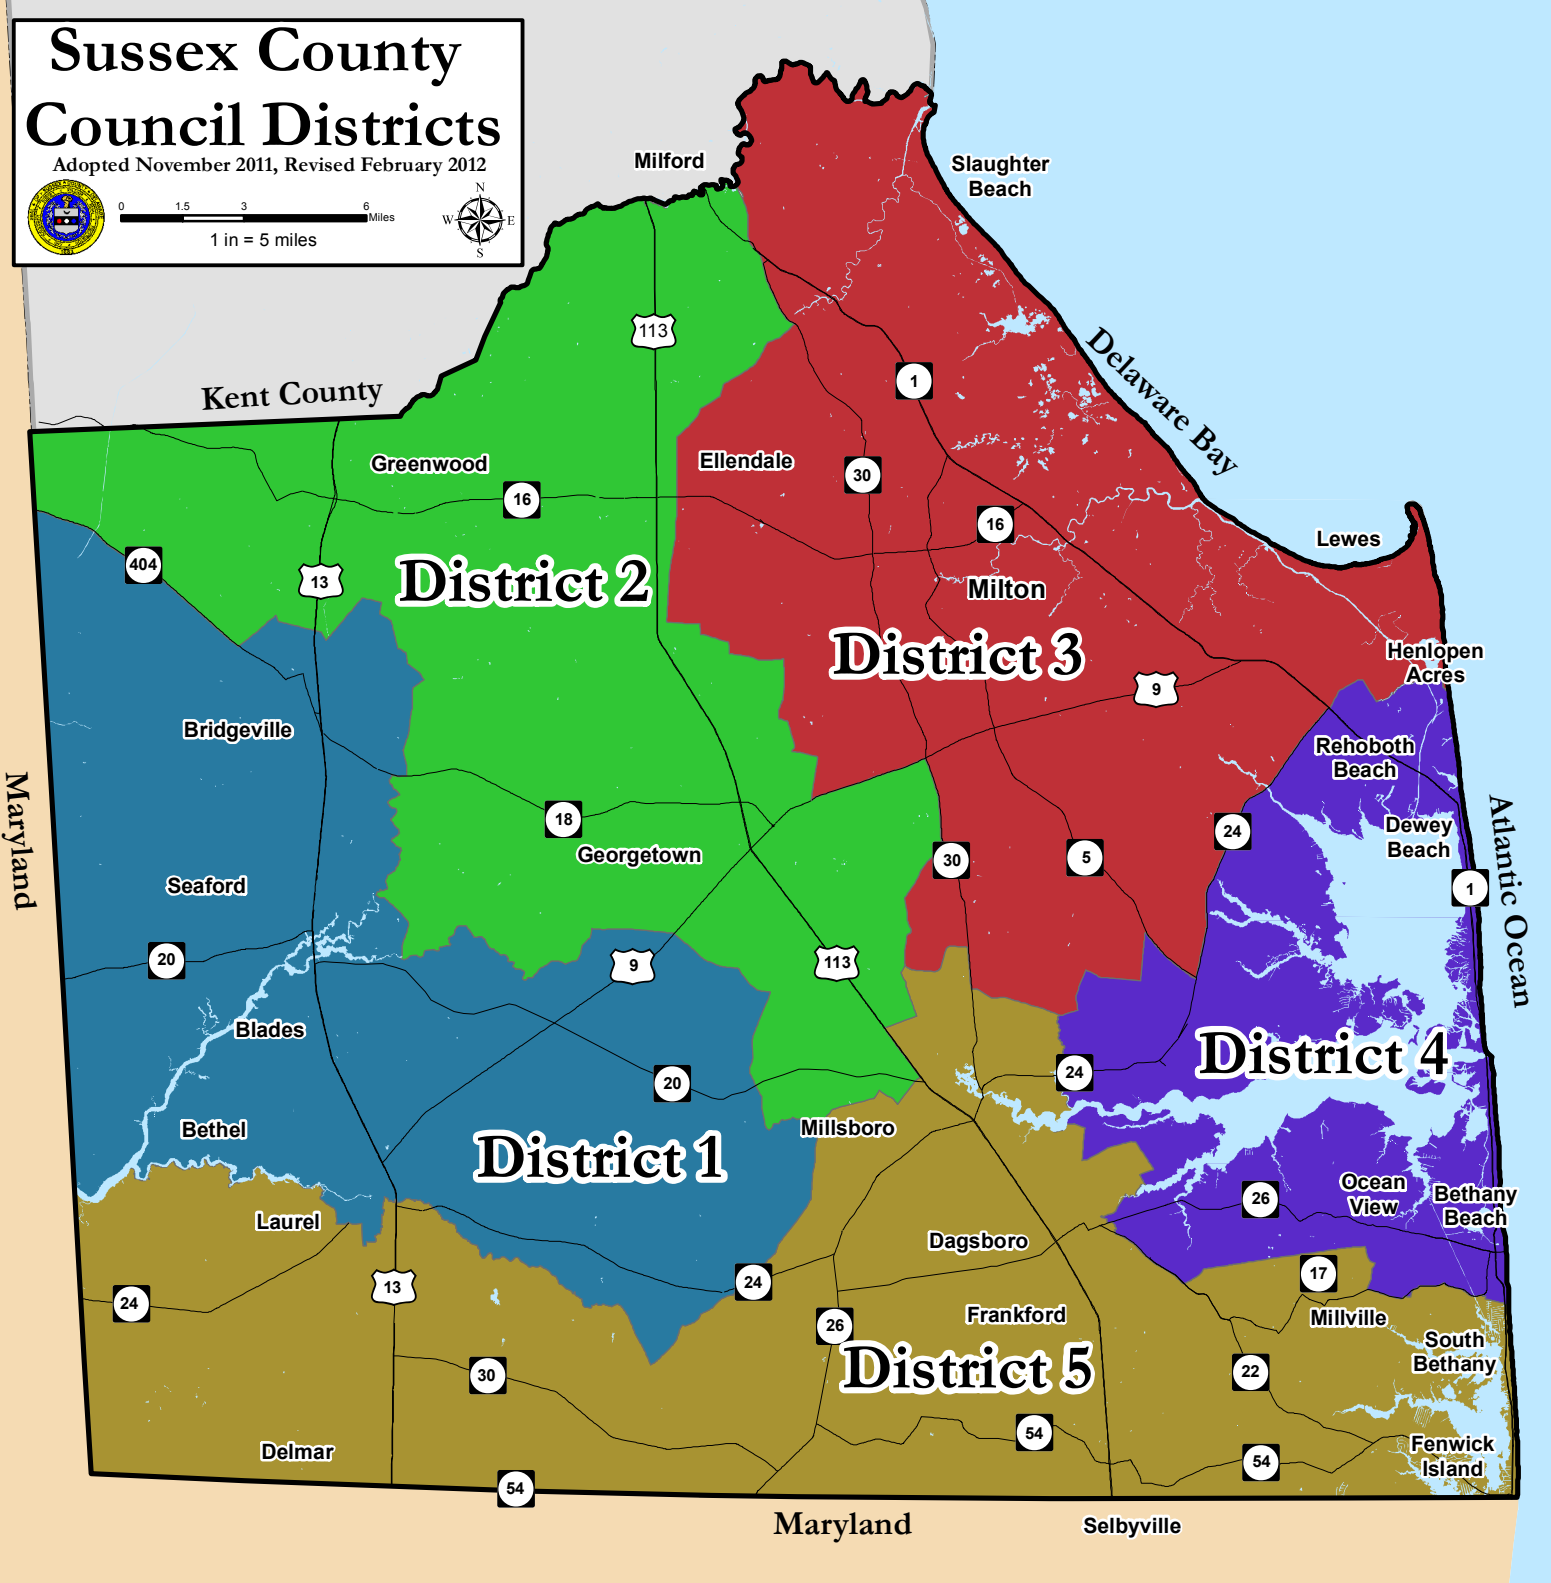 Sussex County
Council Districts
Adopted November 2011, Revised February 2012
0 1.5 3 6
Miles
1 in = 5 miles
N
W E
S
Milford
Slaughter
Beach
113
Delaware Bay
1
Kent County
Greenwood
Ellendale
30
16
16
Lewes
404
13
District 2
Milton
District 3
Henlopen
Acres
9
Bridgeville
Rehoboth
Beach
Maryland
18
Georgetown
24
Dewey
Beach
Atlantic Ocean
30
5
Seaford
1
20
9
113
Blades
District 4
24
20
Bethel
Millsboro
District 1
Ocean
View
26
Bethany
Beach
Laurel
Dagsboro
13
24
17
24
26
Frankford
Millville
District 5
South
Bethany
30
22
54
Delmar
54
Fenwick
Island
54
Maryland
Selbyville